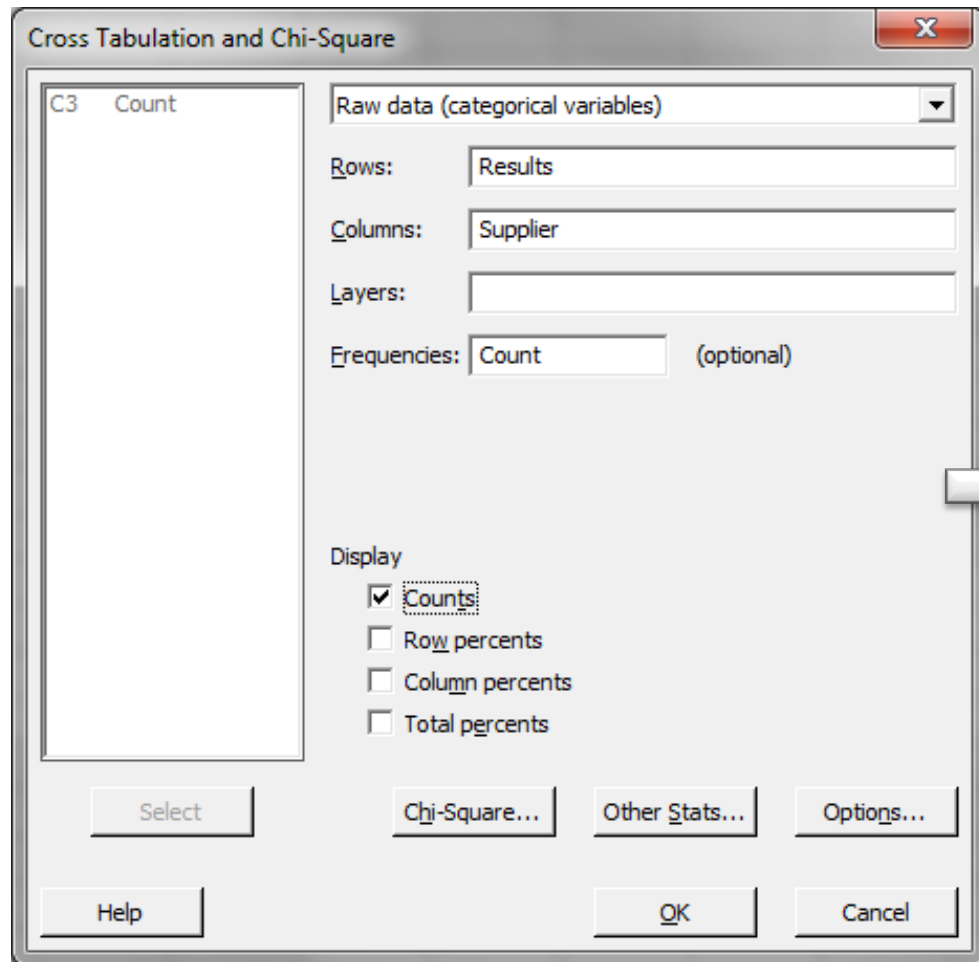 Cross Tabulation and Chi-Square
X
C3 Count
Raw data (categorical variables)
Rows: Results
Columns: Supplier
Layers:
Frequencies: Count (optional)
Display
Counts
Row percents
Column percents
Total percents
Select
Chi-Square... Other Stats... Options...
Help OK Cancel